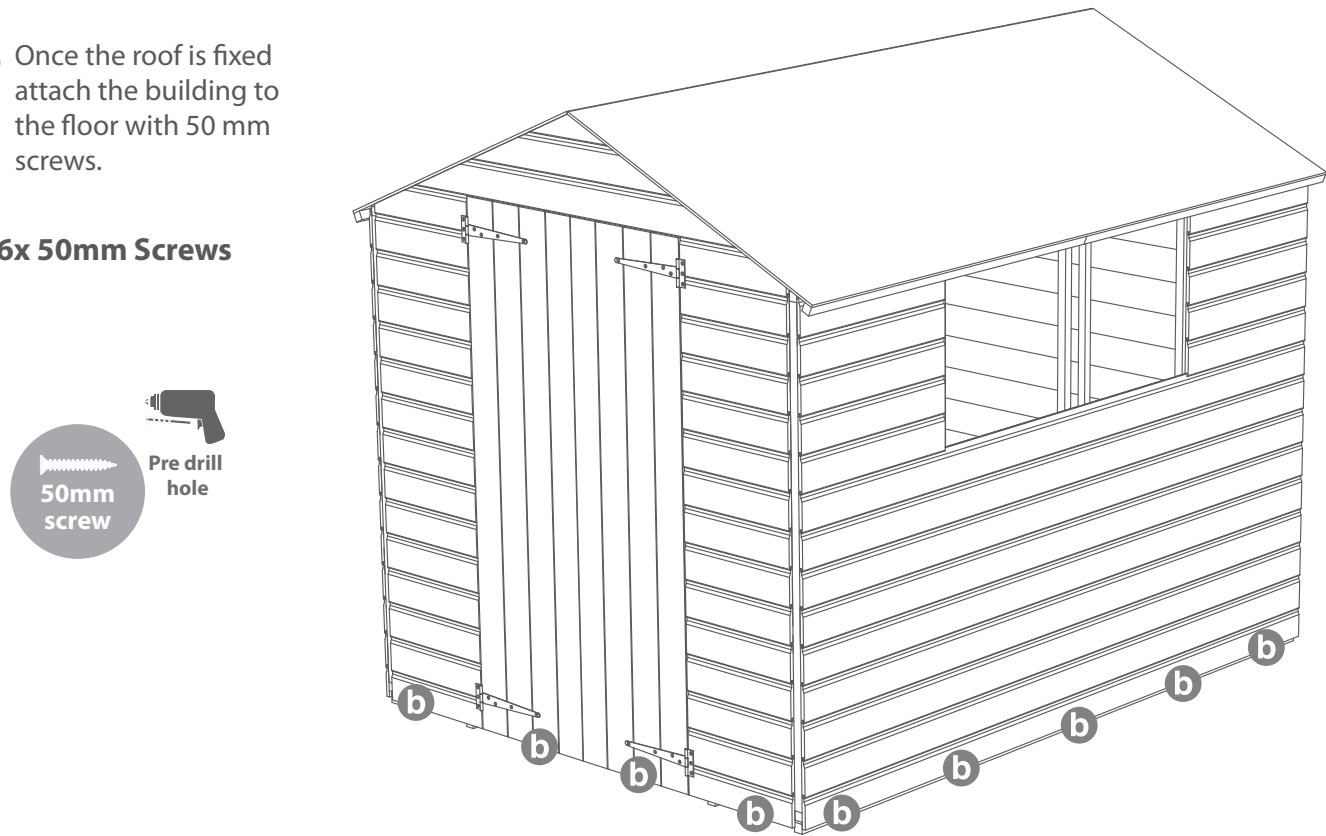 Once the roof is fixed
attach the building to
the floor with 50 mm
screws.
6x 50mm Screws
Pre drill
hole
50mm
screw
b
b
b
b
b
b
b
b
b